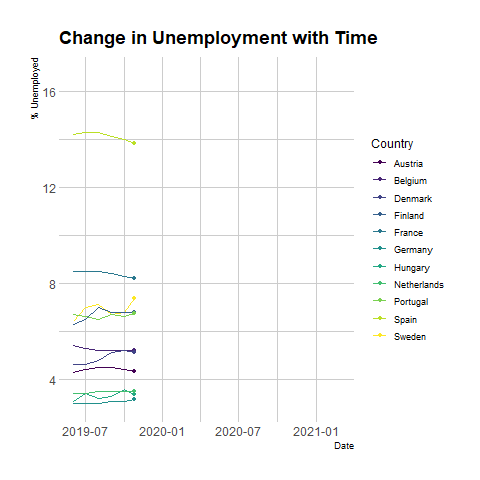 Change in Unemployment with Time
% Unemployed
16
12
8
4
2019-07 2020-01 2020-07 2021-01
Date
Country
Austria
Belgium
Denmark
Finland
France
Germany
Hungary
Netherlands
Portugal
Spain
Sweden